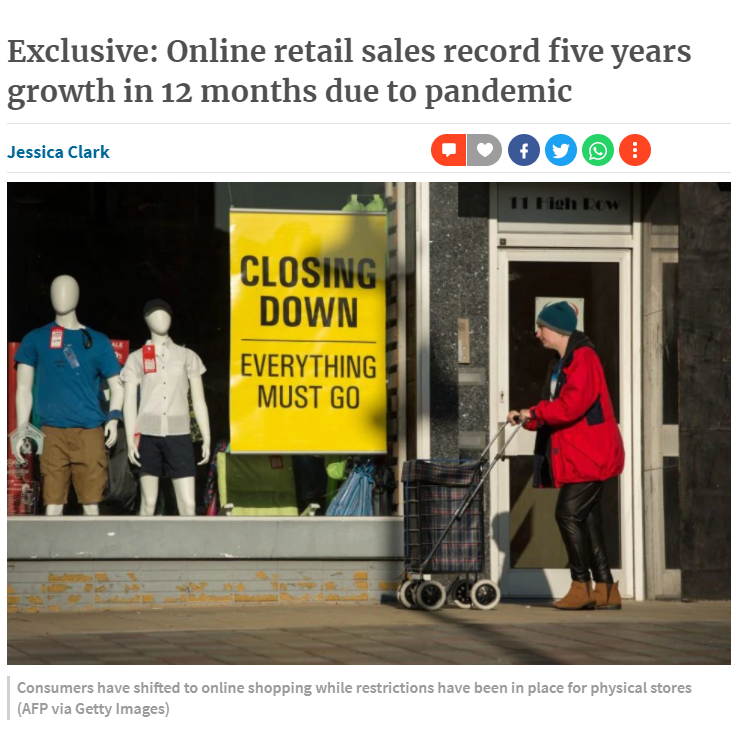 Exclusive: Online retail sales record five years
growth in 12 months due to pandemic
Jessica Clark
11 High Row
CLOSING
DOWN
EVERYTHING
MUST GO
Consumers have shifted to online shopping while restrictions have been in place for physical stores
(AFP via Getty Images)